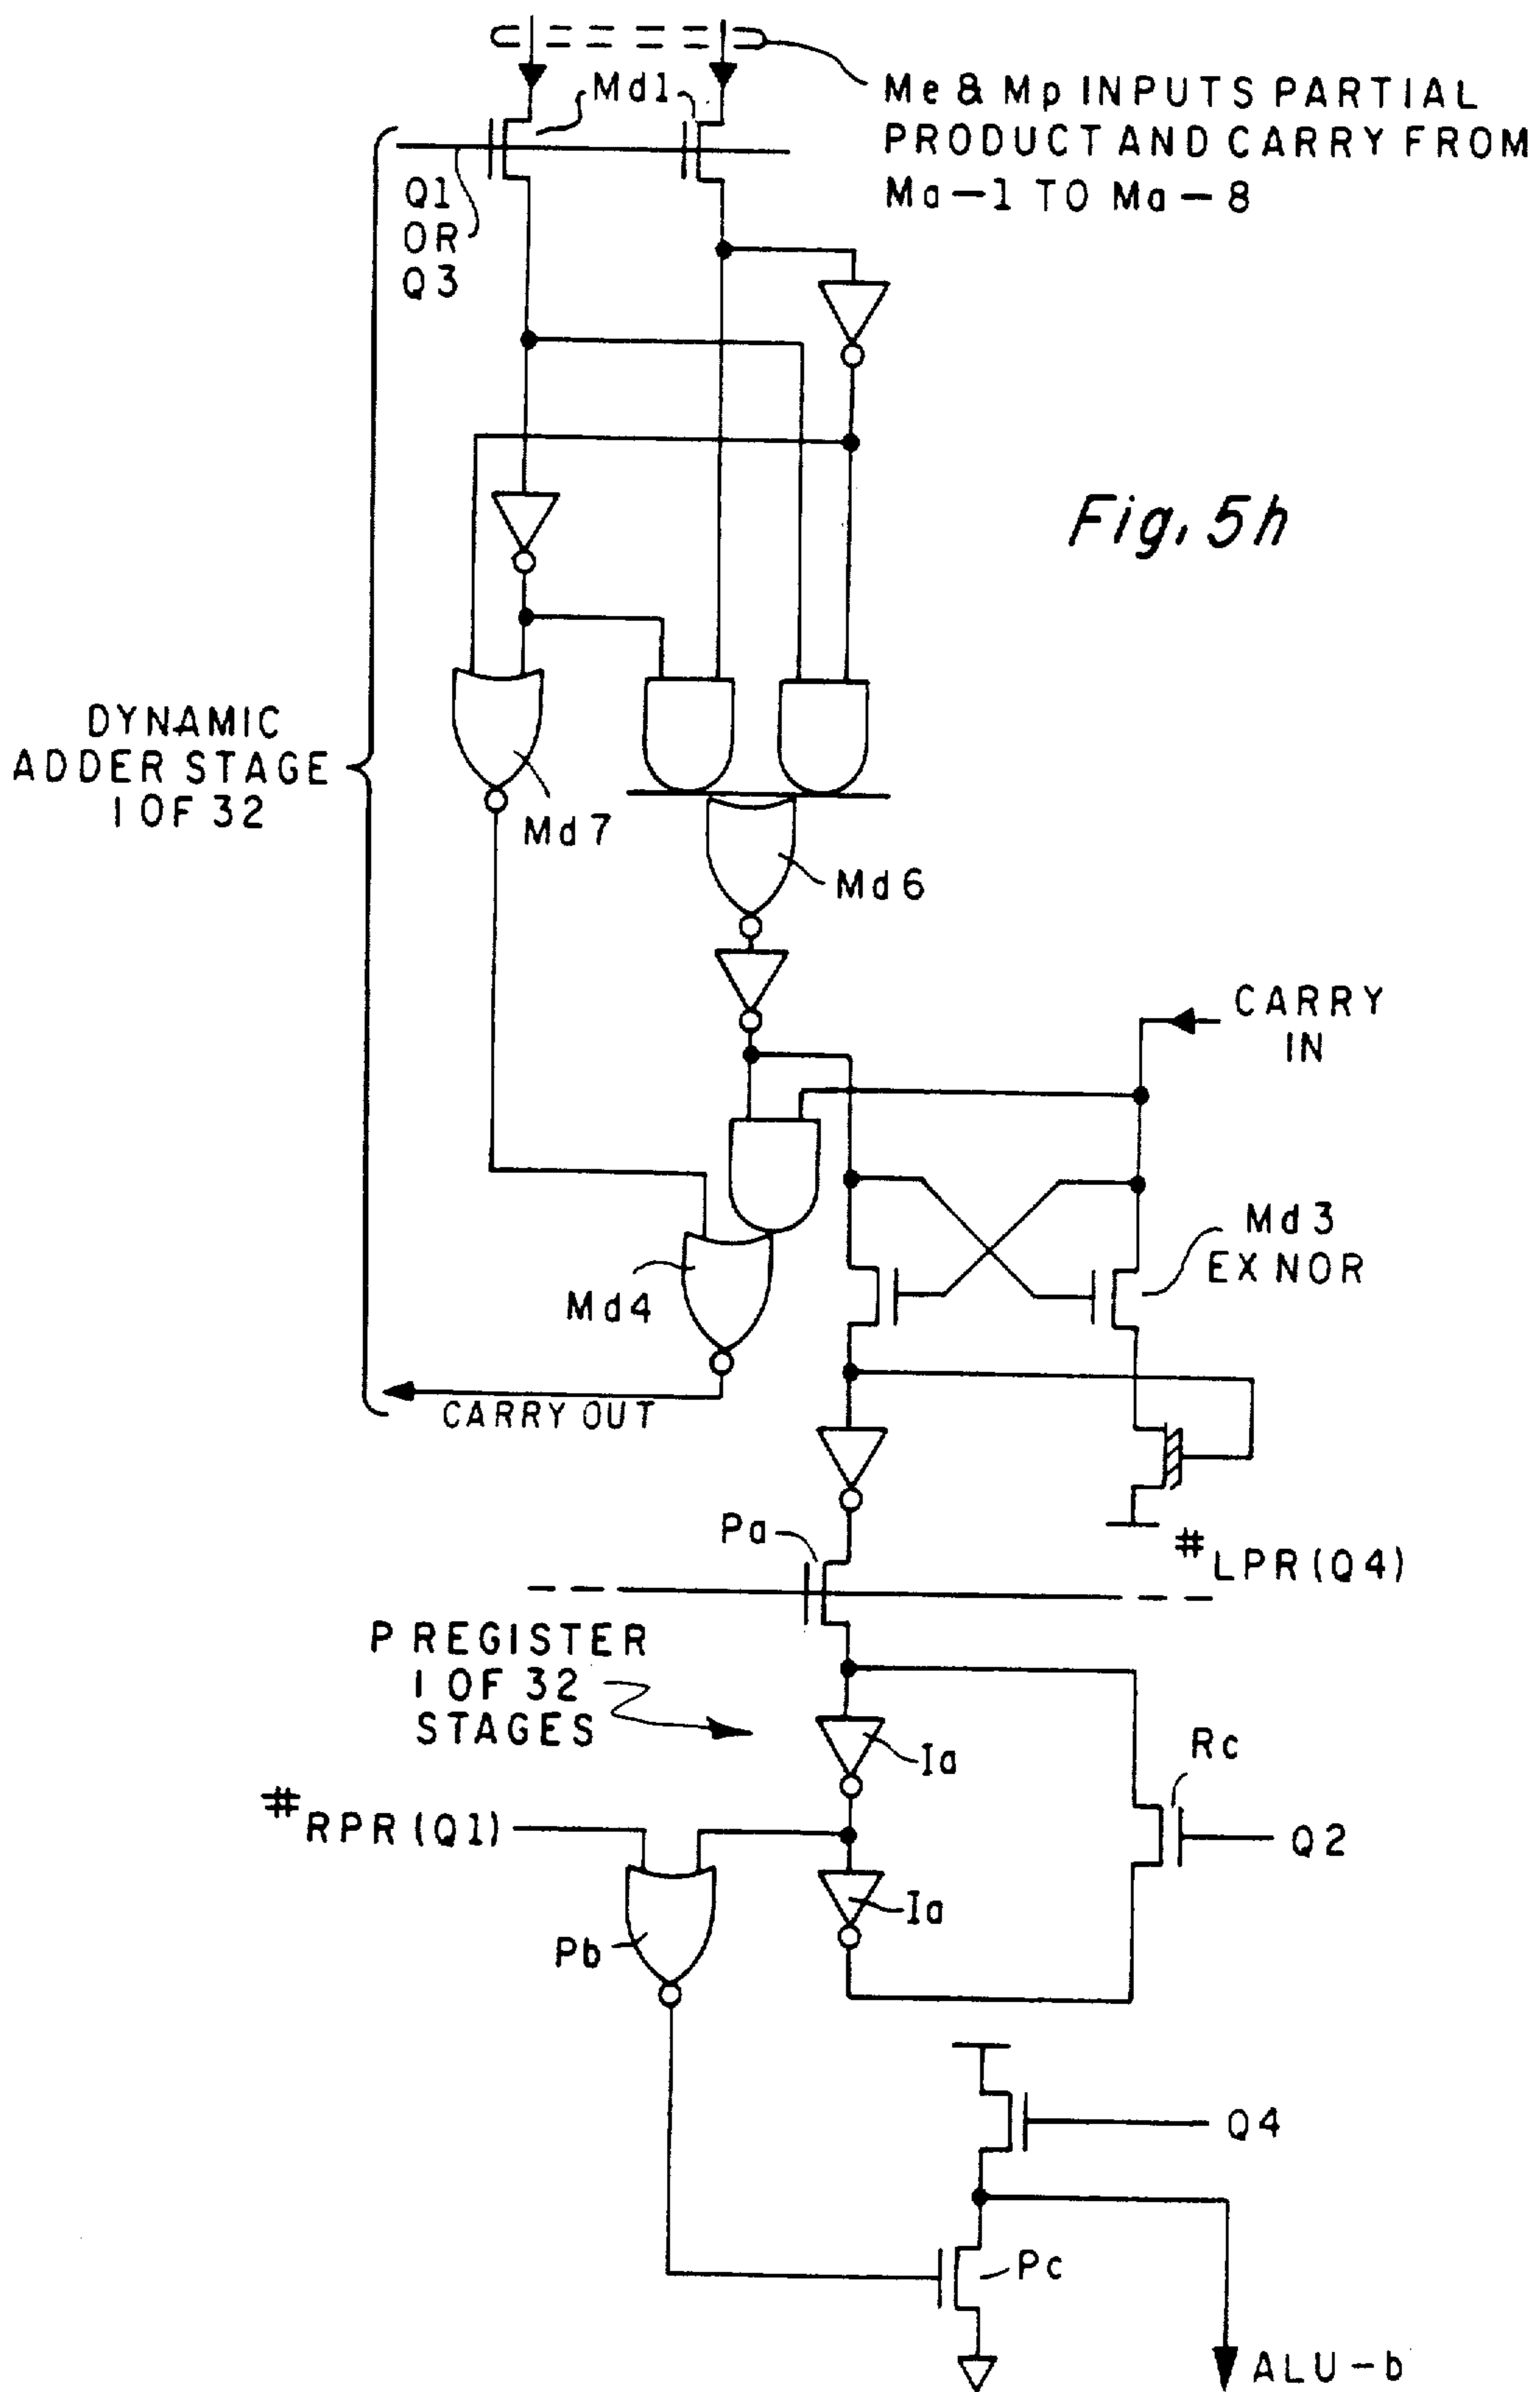 Md1
Me & Mp INPUTS PARTIAL
PRODUCT AND CARRY FROM
Ma-1 TO Ma-8
Q1
OR
Q3
Fig. 5h
DYNAMIC
ADDER STAGE
1 OF 32
Md7
Md6
CARRY
IN
Md3
EX NOR
Md4
CARRY OUT
Pa
#LPR(Q4)
P REGISTER
1 OF 32
STAGES
Ia
Rc
#RPR(Q1)
Q2
Ia
Pb
Q4
Pc
ALU-b